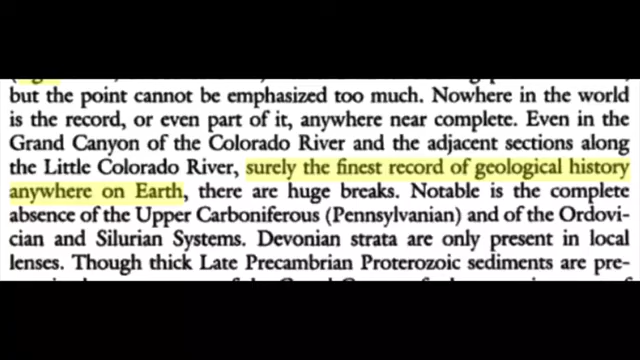 but the point cannot be emphasized too much. Nowhere in the world
is the record, or even part of it, anywhere near complete. Even in the
Grand Canyon of the Colorado River and the adjacent sections along
the Little Colorado River, surely the finest record of geological history
anywhere on Earth, there are huge breaks. Notable is the complete
absence of the Upper Carboniferous (Pennsylvanian) and of the Ordovi-
cian and Silurian Systems. Devonian strata are only present in local
lenses. Though thick Late Precambrian Proterozoic sediments are pre-